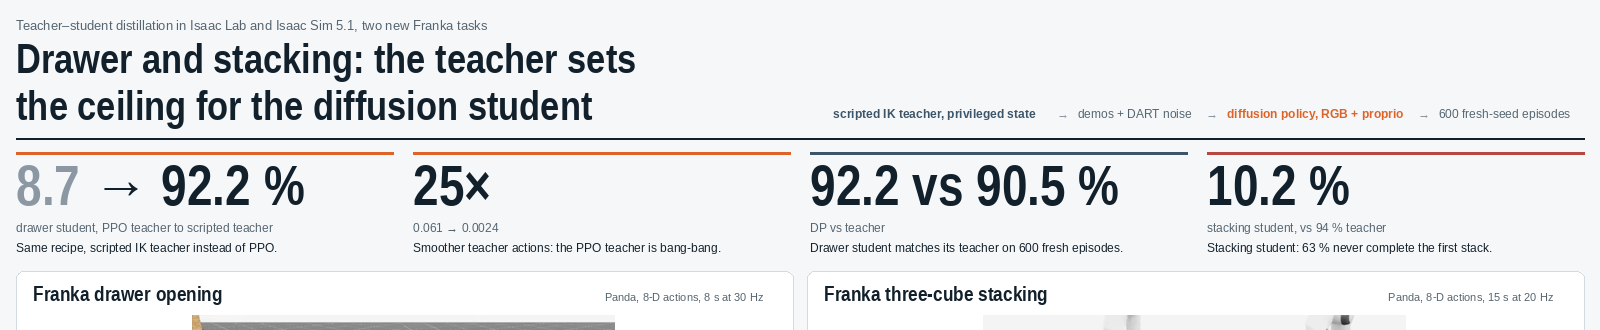 Teacher–student distillation in Isaac Lab and Isaac Sim 5.1, two new Franka tasks
Drawer and stacking: the teacher sets
the ceiling for the diffusion student
scripted IK teacher, privileged state → demos + DART noise → diffusion policy, RGB + proprio → 600 fresh-seed episodes
8.7 → 92.2 %
drawer student, PPO teacher to scripted teacher
Same recipe, scripted IK teacher instead of PPO.
25×
0.061 → 0.0024
Smoother teacher actions: the PPO teacher is bang-bang.
92.2 vs 90.5 %
DP vs teacher
Drawer student matches its teacher on 600 fresh episodes.
10.2 %
stacking student, vs 94 % teacher
Stacking student: 63 % never complete the first stack.
Franka drawer opening
Panda, 8-D actions, 8 s at 30 Hz
Franka three-cube stacking
Panda, 8-D actions, 15 s at 20 Hz